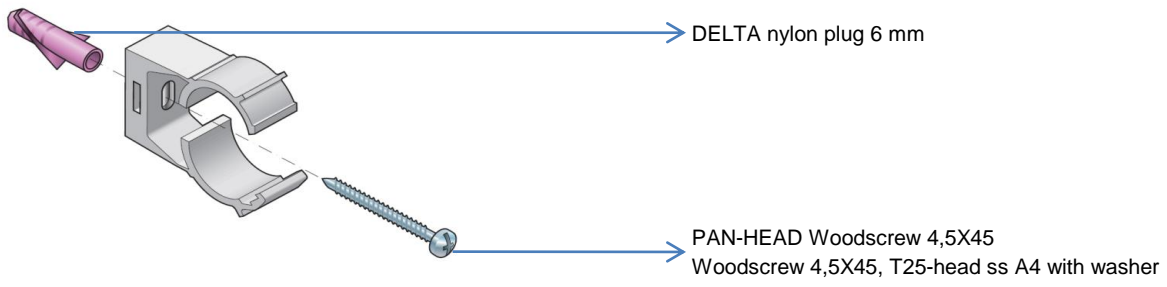 DELTA nylon plug 6 mm
PAN-HEAD Woodscrew 4,5X45
Woodscrew 4,5X45, T25-head ss A4 with washer